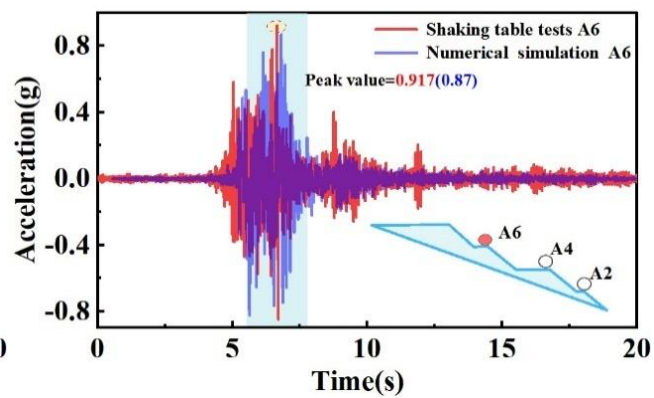 Shaking table tests A6
Numerical simulation A6
Peak value=0.917(0.87)
Acceleration(g)
0.8
0.4
0.0
-0.4
-0.8
A6
A4
A2
0
0 5 10 15 20
Time(s)